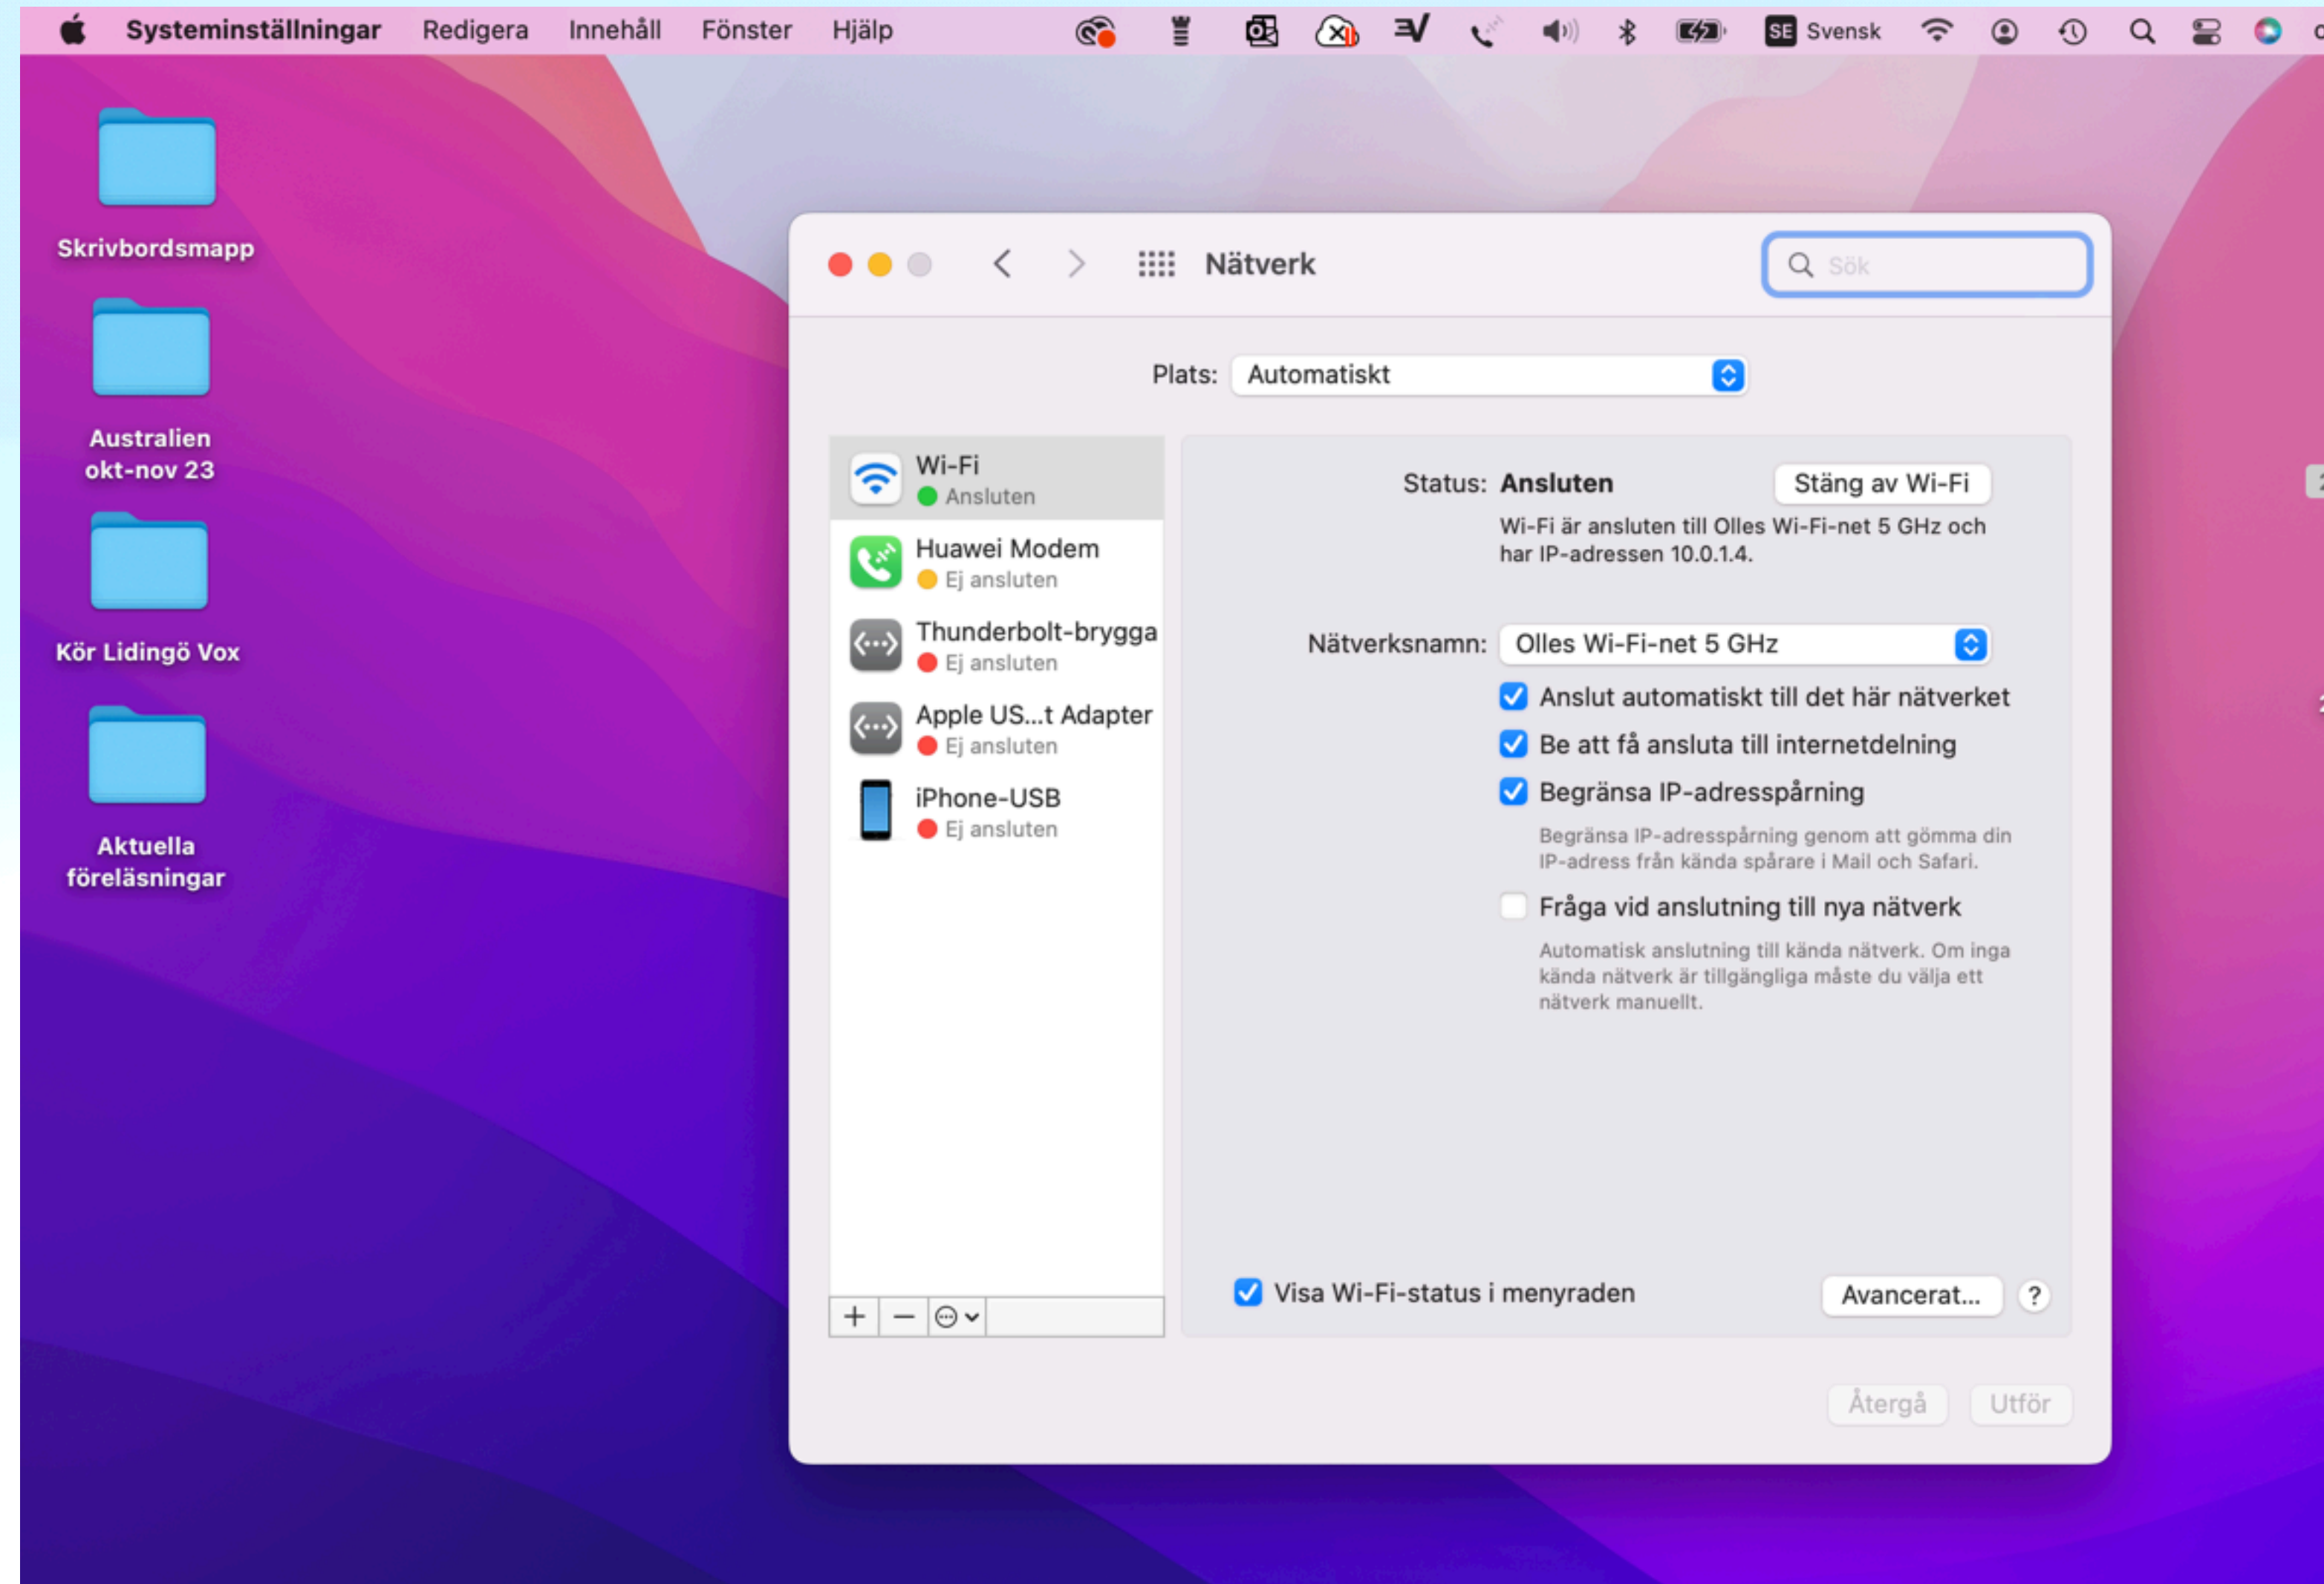 Systeminställningar Redigera Innehåll Fönster Hjälp SE Svensk
Skrivbordsmapp
Australien
okt-nov 23
Kör Lidingö Vox
Aktuella
föreläsningar
Nätverk
Sök
Plats: Automatiskt
Wi-Fi
Ansluten
Huawei Modem
Ej ansluten
Thunderbolt-brygga
Ej ansluten
Apple US...t Adapter
Ej ansluten
iPhone-USB
Ej ansluten
Status: Ansluten
Stäng av Wi-Fi
Wi-Fi är ansluten till Olles Wi-Fi-net 5 GHz och
har IP-adressen 10.0.1.4.
Nätverksnamn: Olles Wi-Fi-net 5 GHz
Anslut automatiskt till det här nätverket
Be att få ansluta till internetdelning
Begränsa IP-adresspårning
Begränsa IP-adresspårning genom att gömma din
IP-adress från kända spårare i Mail och Safari.
Fråga vid anslutning till nya nätverk
Automatisk anslutning till kända nätverk. Om inga
kända nätverk är tillgängliga måste du välja ett
nätverk manuellt.
Visa Wi-Fi-status i menyraden
Avancerat...
?
Återgå
Utför